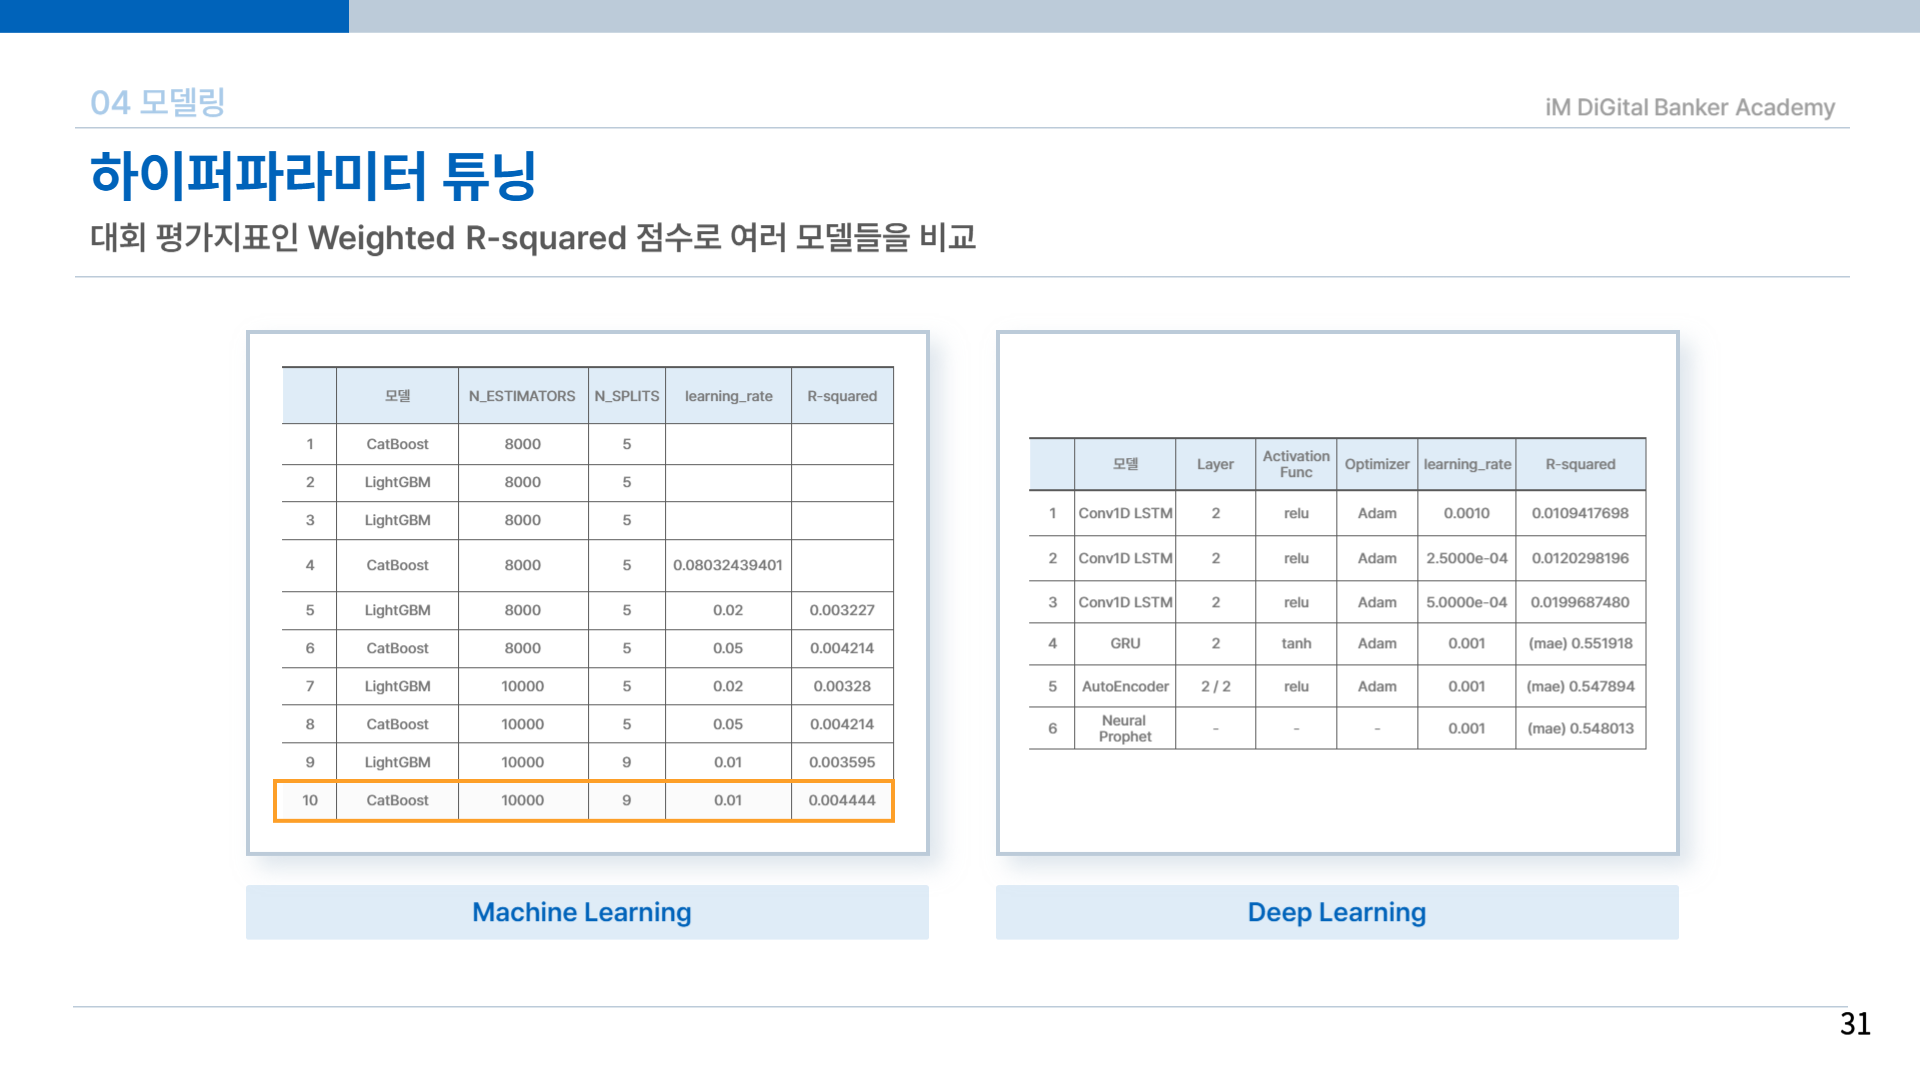 04 모델링
iM DiGital Banker Academy
하이퍼파라미터 튜닝
대회 평가지표인 Weighted R-squared 점수로 여러 모델들을 비교
모델 N_ESTIMATORS N_SPLITS learning_rate R-squared
1 CatBoost 8000 5
2 LightGBM 8000 5
3 LightGBM 8000 5
4 CatBoost 8000 5 0.08032439401
5 LightGBM 8000 5 0.02 0.003227
6 CatBoost 8000 5 0.05 0.004214
7 LightGBM 10000 5 0.02 0.00328
8 CatBoost 10000 5 0.05 0.004214
9 LightGBM 10000 9 0.01 0.003595
10 CatBoost 10000 9 0.01 0.004444
Machine Learning
모델 Layer Activation Func Optimizer learning_rate R-squared
1 Conv1D LSTM 2 relu Adam 0.0010 0.0109417698
2 Conv1D LSTM 2 relu Adam 2.5000e-04 0.0120298196
3 Conv1D LSTM 2 relu Adam 5.0000e-04 0.0199687480
4 GRU 2 tanh Adam 0.001 (mae) 0.551918
5 AutoEncoder 2 / 2 relu Adam 0.001 (mae) 0.547894
6 Neural Prophet - - - 0.001 (mae) 0.548013
Deep Learning
31